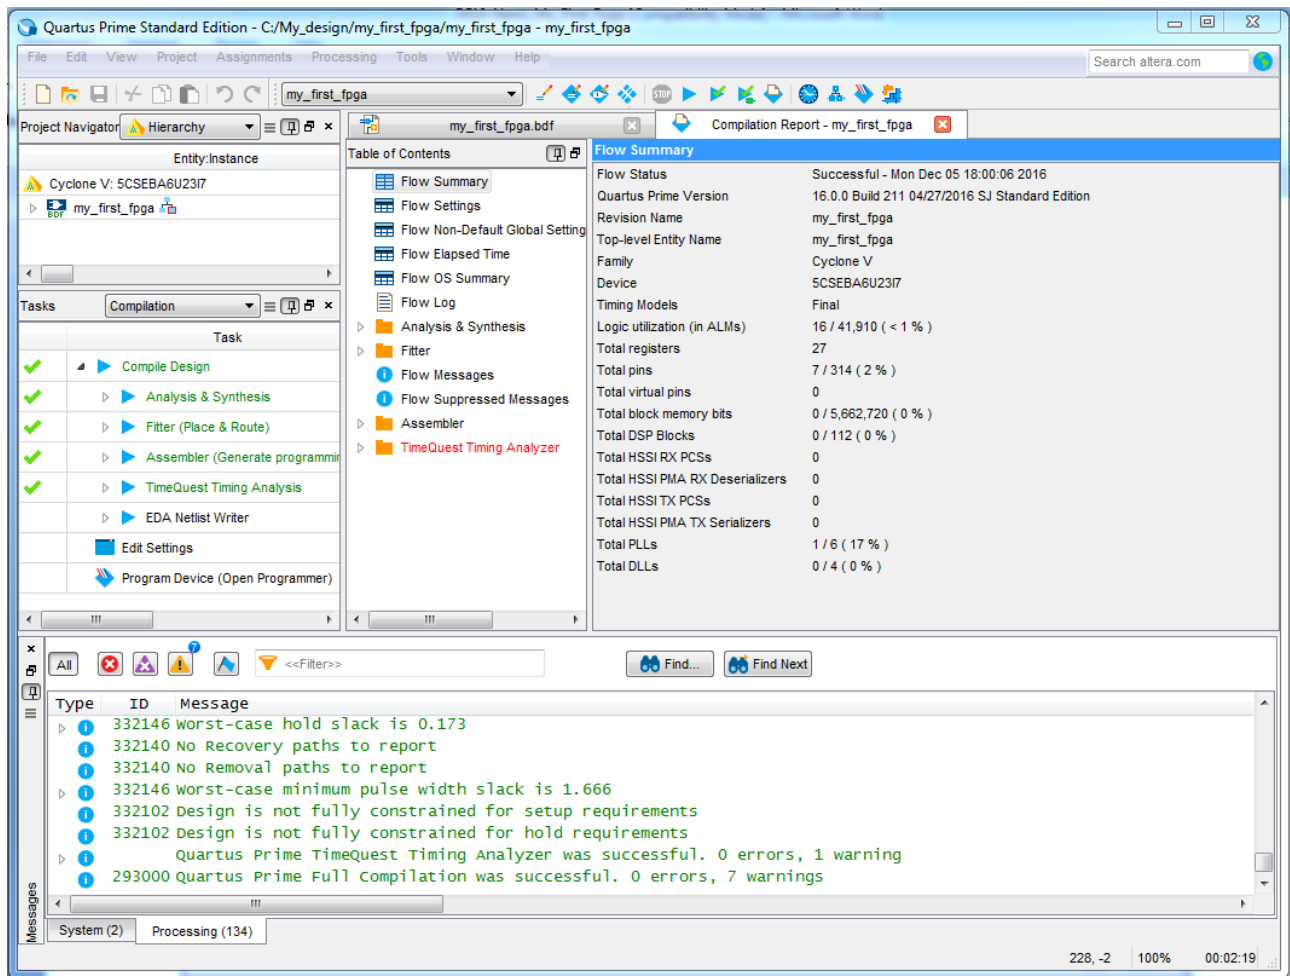 Quartus Prime Standard Edition - C:/My_design/my_first_fpga/my_first_fpga - my_first_fpga
File Edit View Project Assignments Processing Tools Window Help
Search altera.com
my_first_fpga
STOP
Project Navigator Hierarchy
Entity:Instance
Cyclone V: 5CSEBA6U23I7
BDF my_first_fpga
Tasks Compilation
Task
Compile Design
Analysis & Synthesis
Fitter (Place & Route)
Assembler (Generate programmin
TimeQuest Timing Analysis
EDA Netlist Writer
Edit Settings
Program Device (Open Programmer)
my_first_fpga.bdf
Compilation Report - my_first_fpga
Table of Contents
Flow Summary
Flow Settings
Flow Non-Default Global Setting
Flow Elapsed Time
Flow OS Summary
Flow Log
Analysis & Synthesis
Fitter
Flow Messages
Flow Suppressed Messages
Assembler
TimeQuest Timing Analyzer
Flow Summary
Flow Status Successful - Mon Dec 05 18:00:06 2016
Quartus Prime Version 16.0.0 Build 211 04/27/2016 SJ Standard Edition
Revision Name my_first_fpga
Top-level Entity Name my_first_fpga
Family Cyclone V
Device 5CSEBA6U23I7
Timing Models Final
Logic utilization (in ALMs) 16 / 41,910 ( < 1 % )
Total registers 27
Total pins 7 / 314 ( 2 % )
Total virtual pins 0
Total block memory bits 0 / 5,662,720 ( 0 % )
Total DSP Blocks 0 / 112 ( 0 % )
Total HSSI RX PCSs 0
Total HSSI PMA RX Deserializers 0
Total HSSI TX PCSs 0
Total HSSI PMA TX Serializers 0
Total PLLs 1 / 6 ( 17 % )
Total DLLs 0 / 4 ( 0 % )
All 7 <<Filter>> Find... Find Next
Type ID Message
332146 Worst-case hold slack is 0.173
332140 No Recovery paths to report
332140 No Removal paths to report
332146 Worst-case minimum pulse width slack is 1.666
332102 Design is not fully constrained for setup requirements
332102 Design is not fully constrained for hold requirements
Quartus Prime TimeQuest Timing Analyzer was successful. 0 errors, 1 warning
293000 Quartus Prime Full Compilation was successful. 0 errors, 7 warnings
Messages
System (2) Processing (134)
228, -2 100% 00:02:19